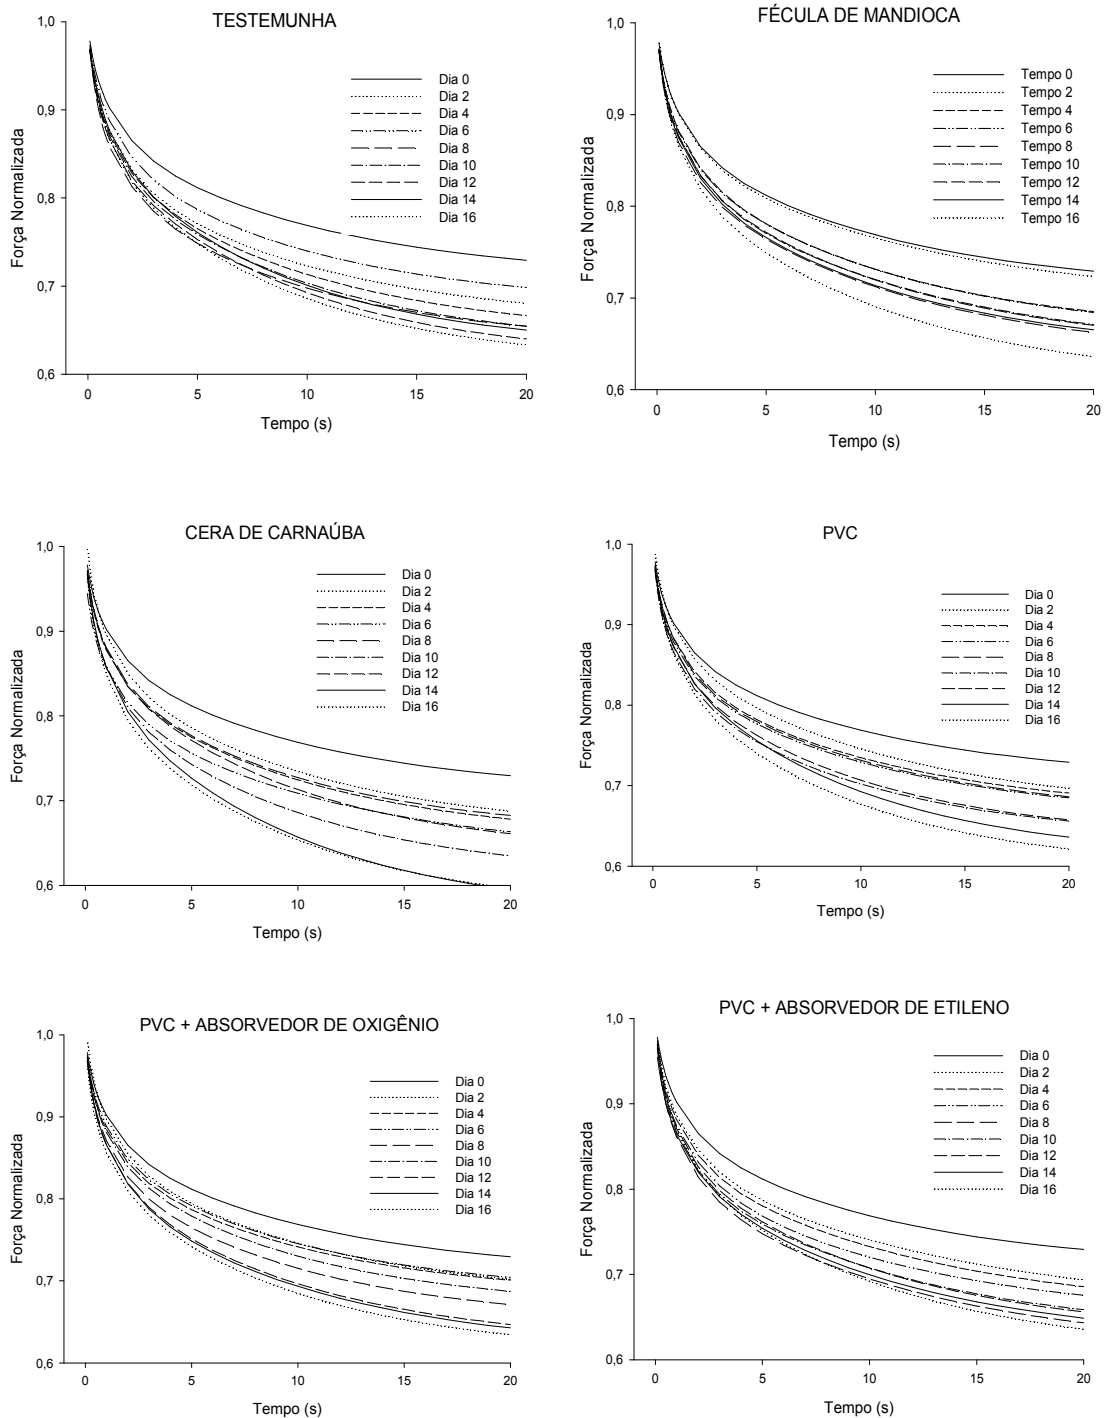 TESTEMUNHA
Força Normalizada
1,0
0,9
0,8
0,7
0,6
Dia 0
Dia 2
Dia 4
Dia 6
Dia 8
Dia 10
Dia 12
Dia 14
Dia 16
0 5 10 15 20
Tempo (s)
FÉCULA DE MANDIOCA
Força Normalizada
1,0
0,9
0,8
0,7
0,6
Tempo 0
Tempo 2
Tempo 4
Tempo 6
Tempo 8
Tempo 10
Tempo 12
Tempo 14
Tempo 16
0 5 10 15 20
Tempo (s)
CERA DE CARNAÚBA
Força Normalizada
1,0
0,9
0,8
0,7
0,6
Dia 0
Dia 2
Dia 4
Dia 6
Dia 8
Dia 10
Dia 12
Dia 14
Dia 16
0 5 10 15 20
Tempo (s)
PVC
Força Normalizada
1,0
0,9
0,8
0,7
0,6
Dia 0
Dia 2
Dia 4
Dia 6
Dia 8
Dia 10
Dia 12
Dia 14
Dia 16
0 5 10 15 20
Tempo (s)
PVC + ABSORVEDOR DE OXIGÊNIO
Força Normalizada
1,0
0,9
0,8
0,7
0,6
Dia 0
Dia 2
Dia 4
Dia 6
Dia 8
Dia 10
Dia 12
Dia 14
Dia 16
0 5 10 15 20
Tempo (s)
PVC + ABSORVEDOR DE ETILENO
Força Normalizada
1,0
0,9
0,8
0,7
0,6
Dia 0
Dia 2
Dia 4
Dia 6
Dia 8
Dia 10
Dia 12
Dia 14
Dia 16
0 5 10 15 20
Tempo (s)